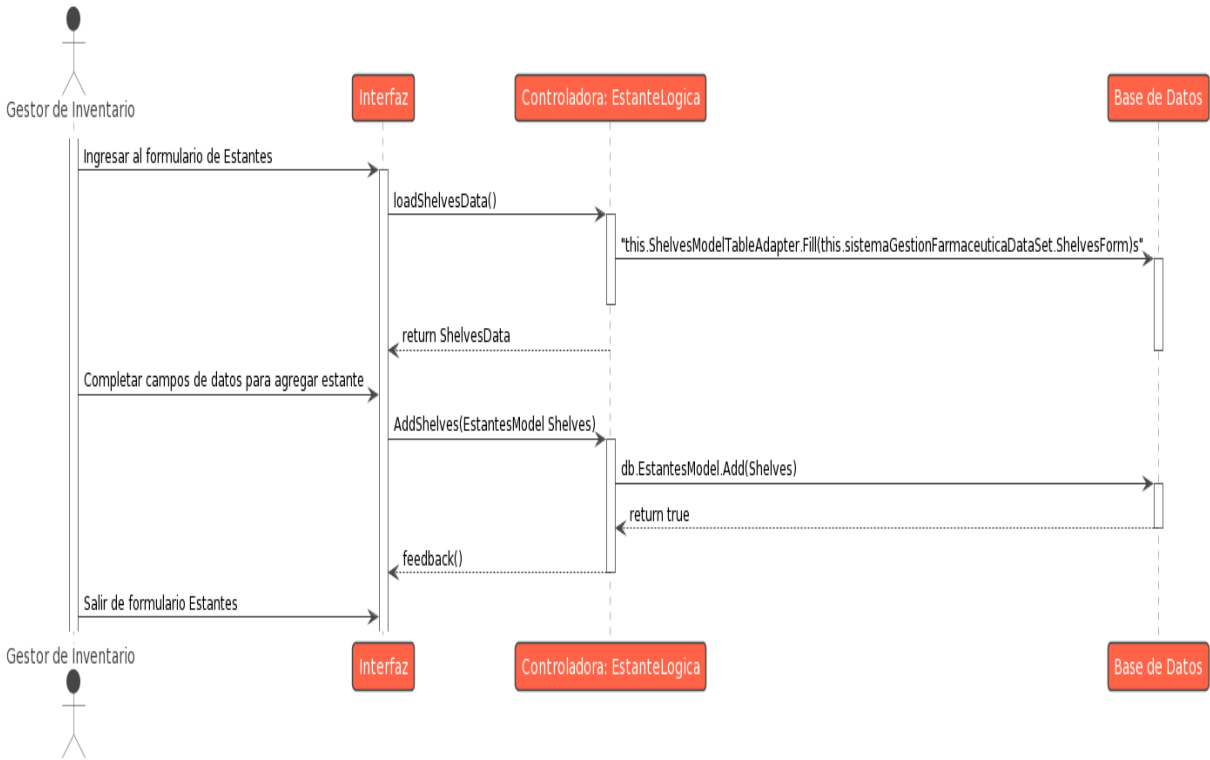 Gestor de Inventario
Interfaz
Controladora: EstanteLogica
Base de Datos
Ingresar al formulario de Estantes
loadShelvesData()
"this.ShelvesModelTableAdapter.Fill(this.sistemaGestionFarmaceuticaDataSet.ShelvesForm)s"
return ShelvesData
Completar campos de datos para agregar estante
AddShelves(EstantesModel Shelves)
db.EstantesModel.Add(Shelves)
return true
feedback()
Salir de formulario Estantes
Gestor de Inventario
Interfaz
Controladora: EstanteLogica
Base de Datos